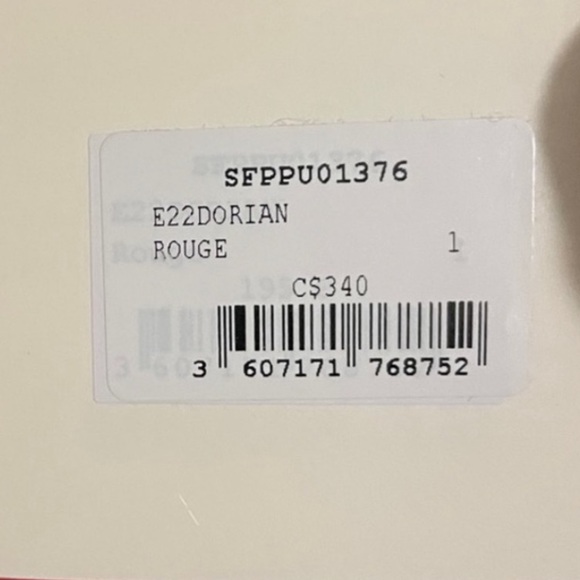 SFPPU01376
E22DORIAN
ROUGE 1
C$340
3 607171 768752